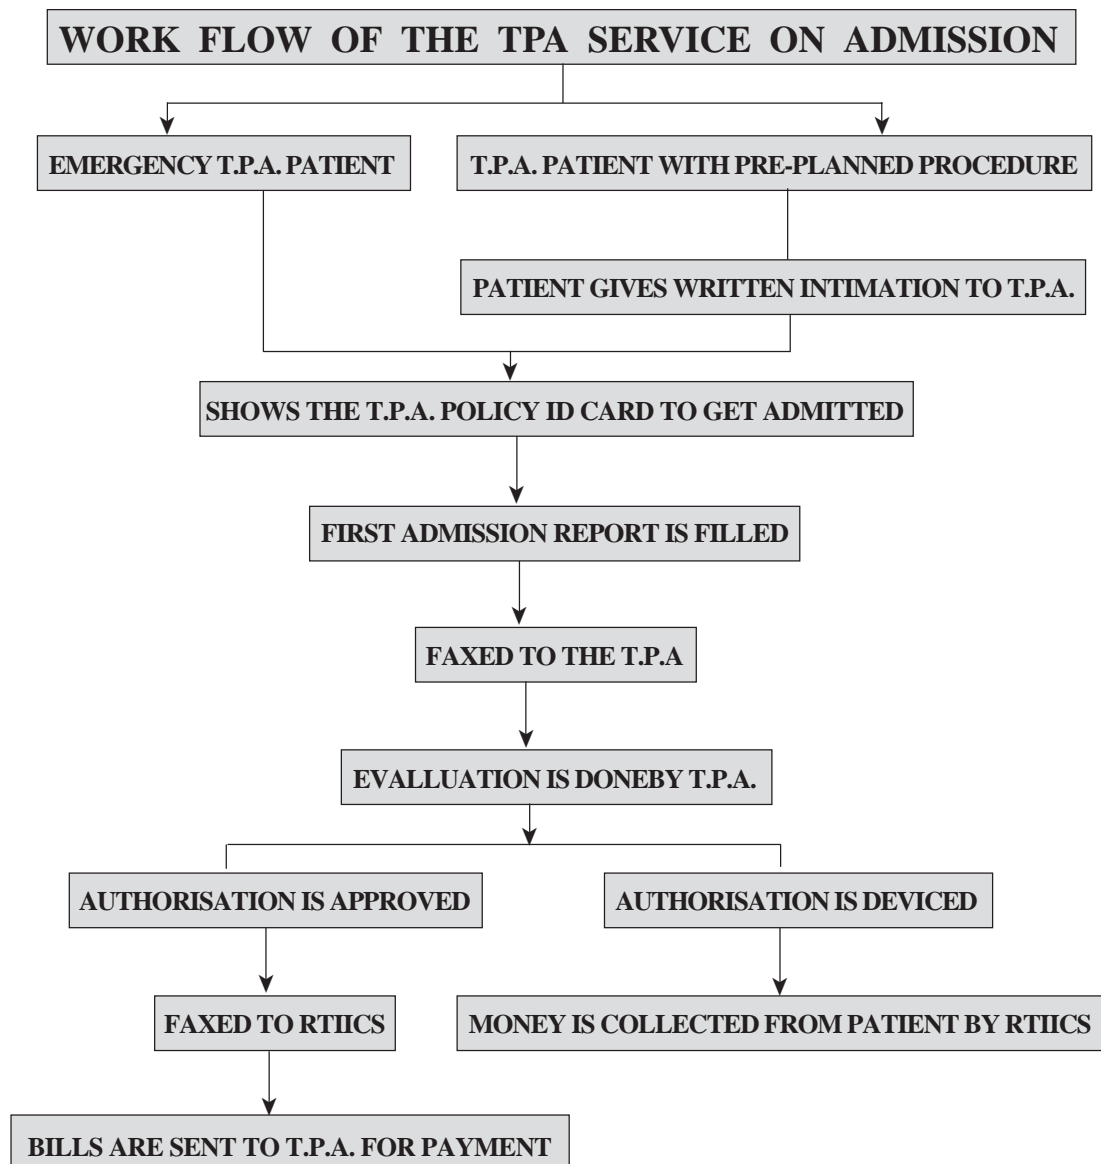 WORK FLOW OF THE TPA SERVICE ON ADMISSION
EMERGENCY T.P.A. PATIENT
T.P.A. PATIENT WITH PRE-PLANNED PROCEDURE
PATIENT GIVES WRITTEN INTIMATION TO T.P.A.
SHOWS THE T.P.A. POLICY ID CARD TO GET ADMITTED
FIRST ADMISSION REPORT IS FILLED
FAXED TO THE T.P.A
EVALLUATION IS DONEBY T.P.A.
AUTHORISATION IS APPROVED
AUTHORISATION IS DEVICED
FAXED TO RTIICS
MONEY IS COLLECTED FROM PATIENT BY RTIICS
BILLS ARE SENT TO T.P.A. FOR PAYMENT